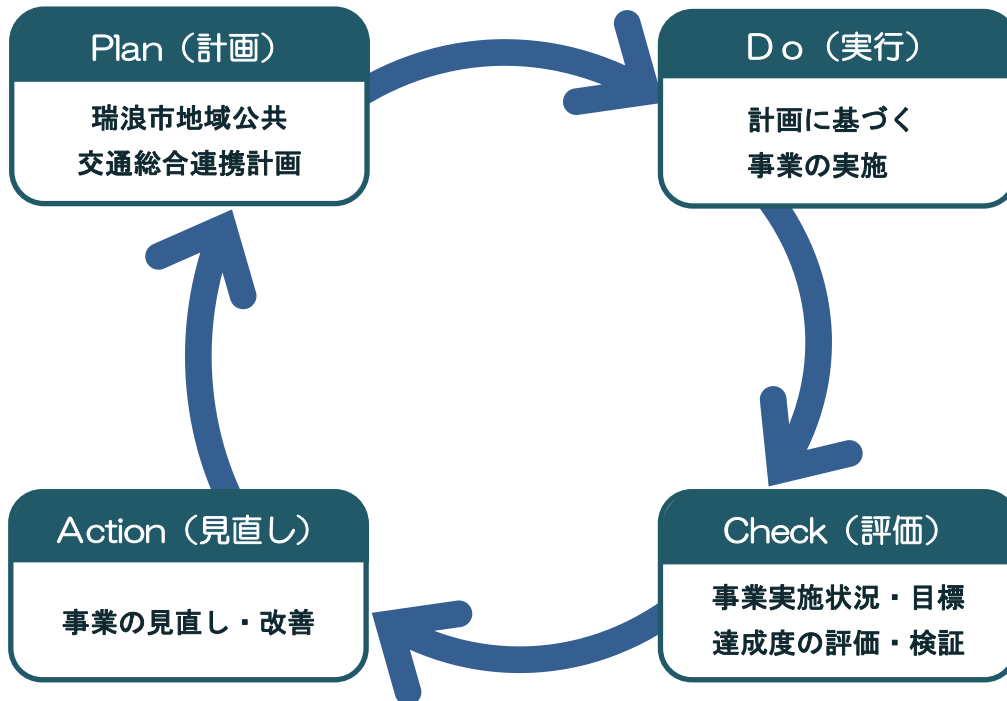 Plan（計画）
瑞浪市地域公共
交通総合連携計画
Do（実行）
計画に基づく
事業の実施
Action（見直し）
事業の見直し・改善
Check（評価）
事業実施状況・目標
達成度の評価・検証